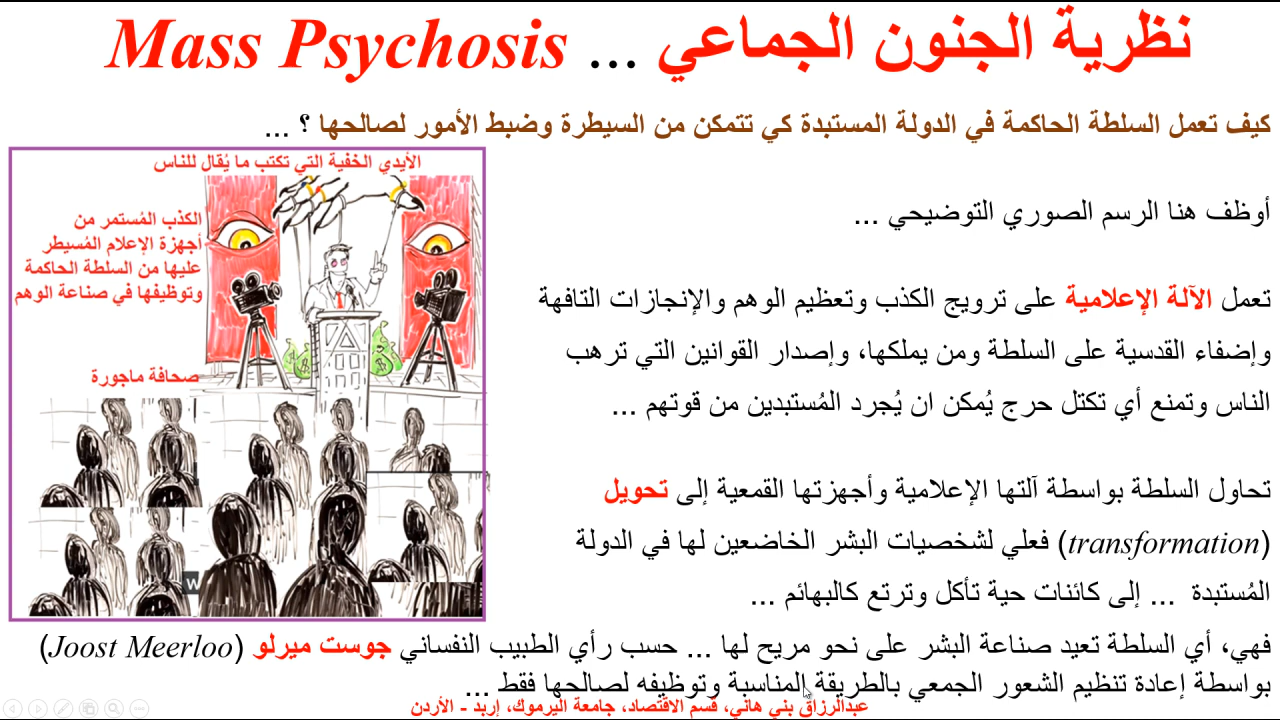 نظرية الجنون الجماعي ... Mass Psychosis
كيف تعمل السلطة الحاكمة في الدولة المستبدة كي تتمكن من السيطرة وضبط الأمور لصالحها ؟ ...
الأيدي الخفية التي تكتب ما يُقال للناس
الكذب المُستمر من
أجهزة الإعلام المُسيطر
عليها من السلطة الحاكمة
وتوظيفها في صناعة الوهم
صحافة ماجورة
W
أوظف هنا الرسم الصوري التوضيحي ...
تعمل الآلة الإعلامية على ترويج الكذب وتعظيم الوهم والإنجازات التافهة
وإضفاء القدسية على السلطة ومن يملكها، وإصدار القوانين التي ترهب
الناس وتمنع أي تكتل حرج يُمكن ان يُجرد المُستبدين من قوتهم ...
تحاول السلطة بواسطة آلتها الإعلامية وأجهزتها القمعية إلى تحويل
(transformation) فعلي لشخصيات البشر الخاضعين لها في الدولة
المُستبدة ... إلى كائنات حية تأكل وترتع كالبهائم ...
فهي، أي السلطة تعيد صناعة البشر على نحو مريح لها ... حسب رأي الطبيب النفساني جوست ميرلو (Joost Meerloo)
بواسطة إعادة تنظيم الشعور الجمعي بالطريقة المناسبة وتوظيفه لصالحها فقط ...
عبدالرزاق بني هاني، قسم الاقتصاد، جامعة اليرموك، إربد - الأردن